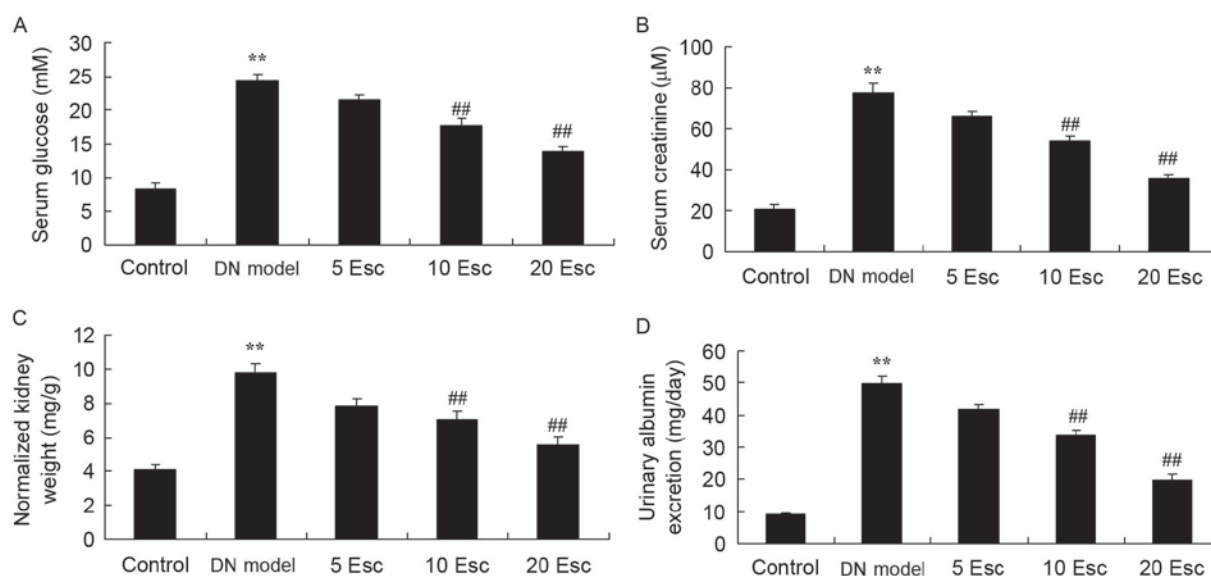 A
Serum glucose (mM)
30
25
20
15
10
5
0
**
##
##
Control
DN model
5 Esc
10 Esc
20 Esc
B
Serum creatinine (μM)
100
80
60
40
20
0
**
##
##
Control
DN model
5 Esc
10 Esc
20 Esc
C
Normalized kidney
weight (mg/g)
12
10
8
6
4
2
0
**
##
##
Control
DN model
5 Esc
10 Esc
20 Esc
D
Urinary albumin
excretion (mg/day)
60
50
40
30
20
10
0
**
##
##
Control
DN model
5 Esc
10 Esc
20 Esc